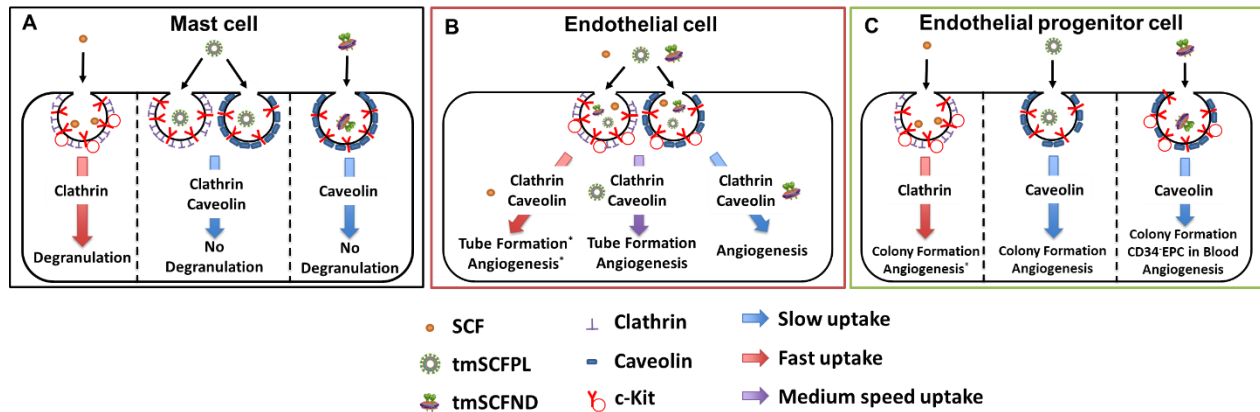 A
Mast cell
Clathrin
Degranulation
Clathrin
Caveolin
No
Degranulation
Caveolin
No
Degranulation
B
Endothelial cell
Clathrin
Caveolin
Tube Formation*
Angiogenesis*
Clathrin
Caveolin
Tube Formation
Angiogenesis
Clathrin
Caveolin
Angiogenesis
C
Endothelial progenitor cell
Clathrin
Colony Formation
Angiogenesis*
Caveolin
Colony Formation
Angiogenesis
Caveolin
Colony Formation
CD34⁻EPC in Blood
Angiogenesis
SCF
tmSCFPL
tmSCFND
Clathrin
Caveolin
c-Kit
Slow uptake
Fast uptake
Medium speed uptake